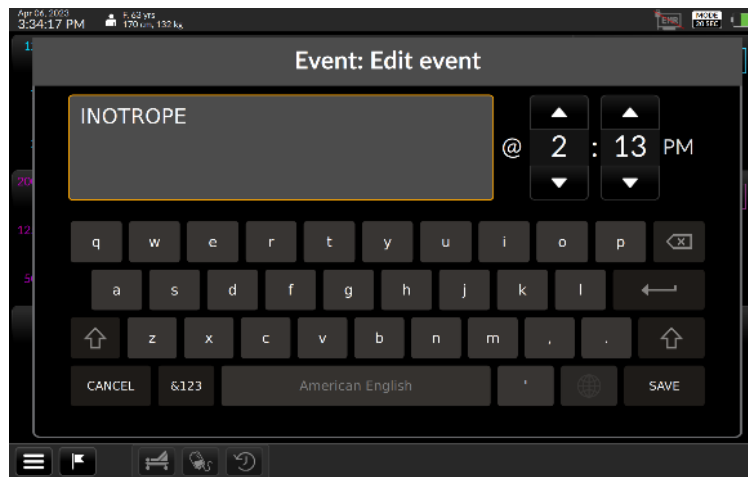 Apr 06, 2023
3:34:17 PM
F, 63 yrs
170 cm, 132 kg
EMR
MODE
20 SEC
Event: Edit event
INOTROPE
@ 2 : 13 PM
q w e r t y u i o p
a s d f g h j k l
z x c v b n m , .
CANCEL &123 American English ' SAVE